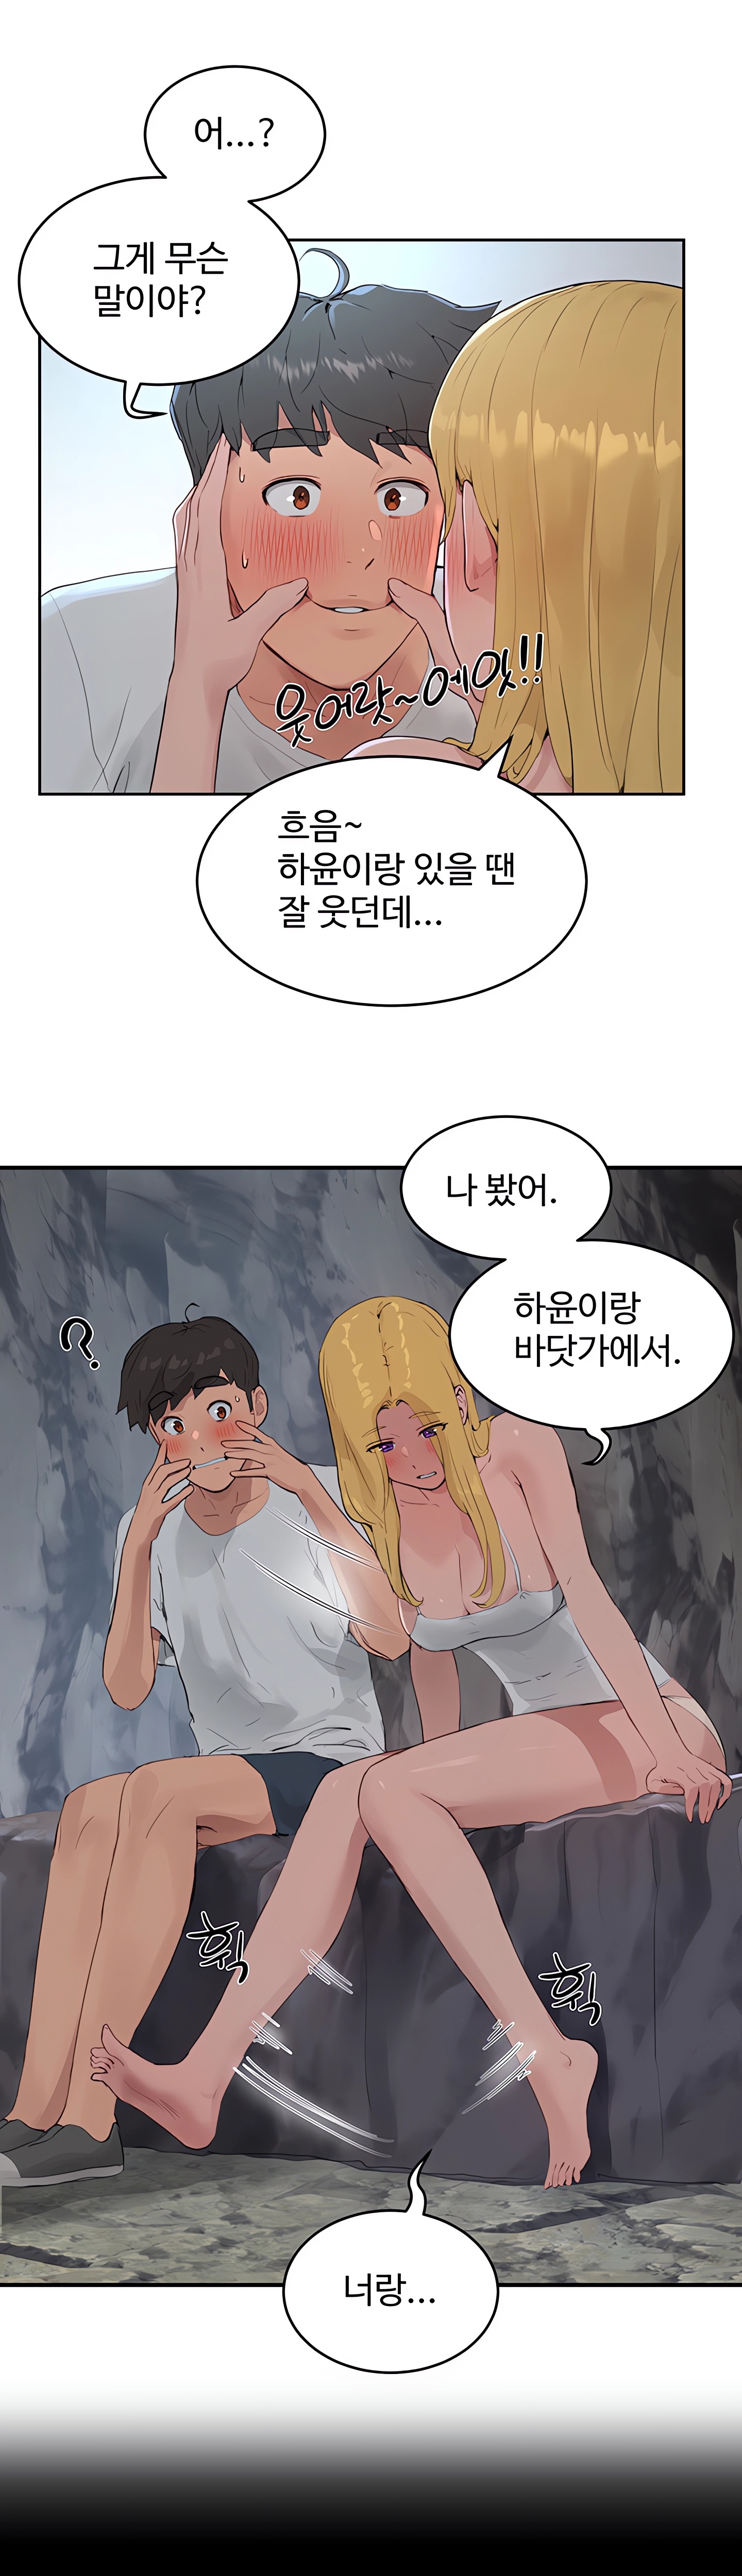 어...?
그게 무슨
말이야?
웃어랏~에잇!!
흐음~
하윤이랑 있을 땐
잘 웃던데...
나 봤어.
하윤이랑
바닷가에서.
?
휙
휙
너랑...